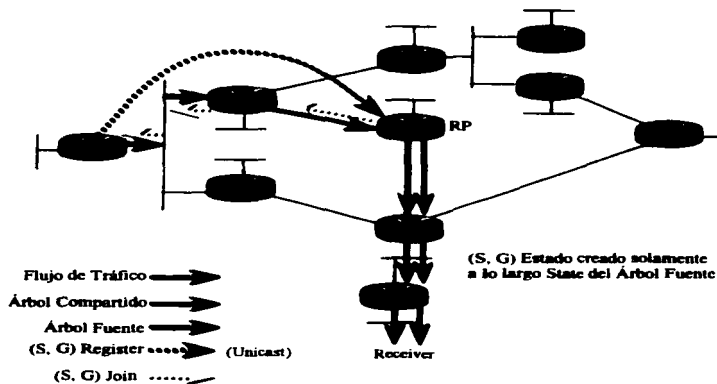 RP
(S, G) Estado creado solamente
a lo largo State del Árbol Fuente
Flujo de Tráfico
Árbol Compartido
Árbol Fuente
(S, G) Register
(Unicast)
(S, G) Join
Receiver